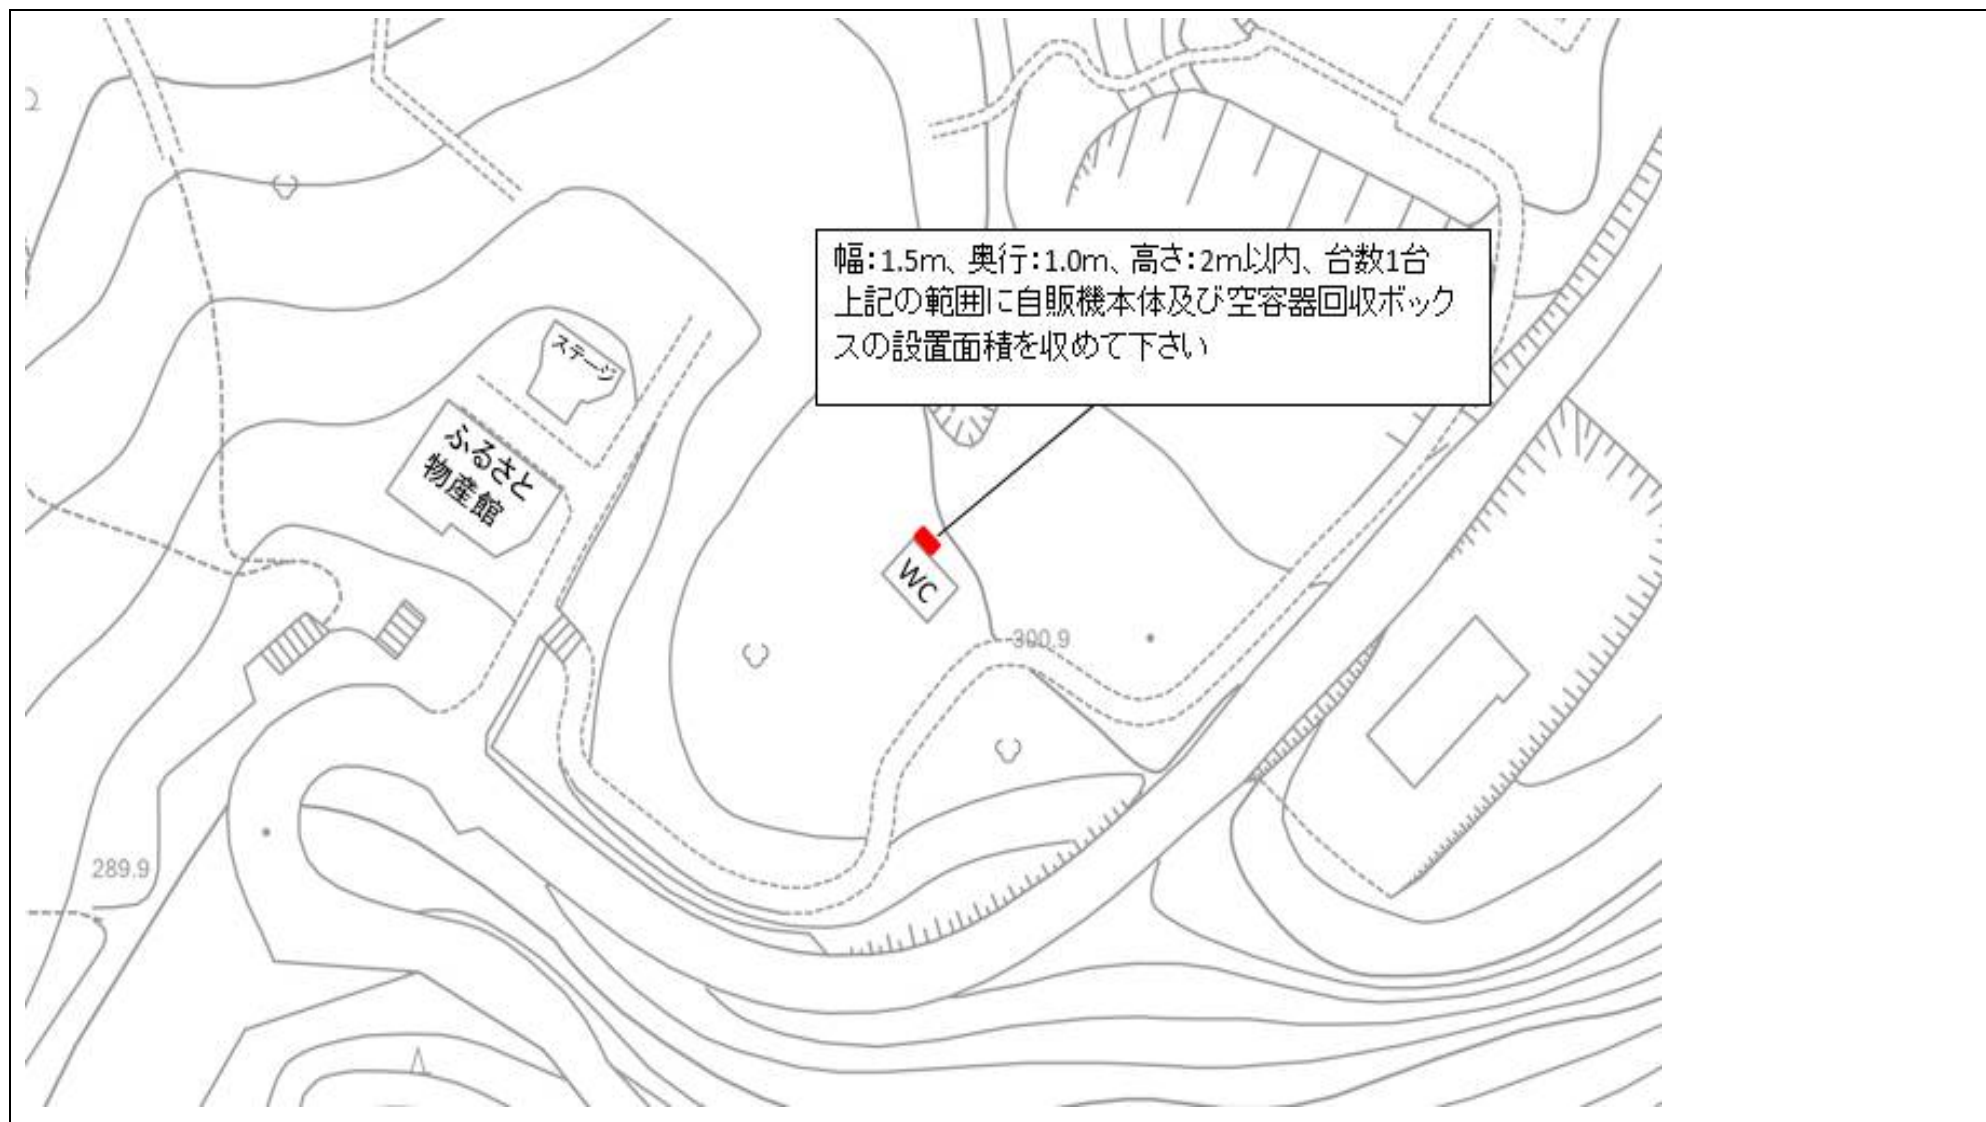 幅：1.5m、奥行：1.0m、高さ：2m以内、台数1台
上記の範囲に自販機本体及び空容器回収ボック
スの設置面積を収めて下さい
ステージ
ふるさと
物産館
WC
300.9
289.9